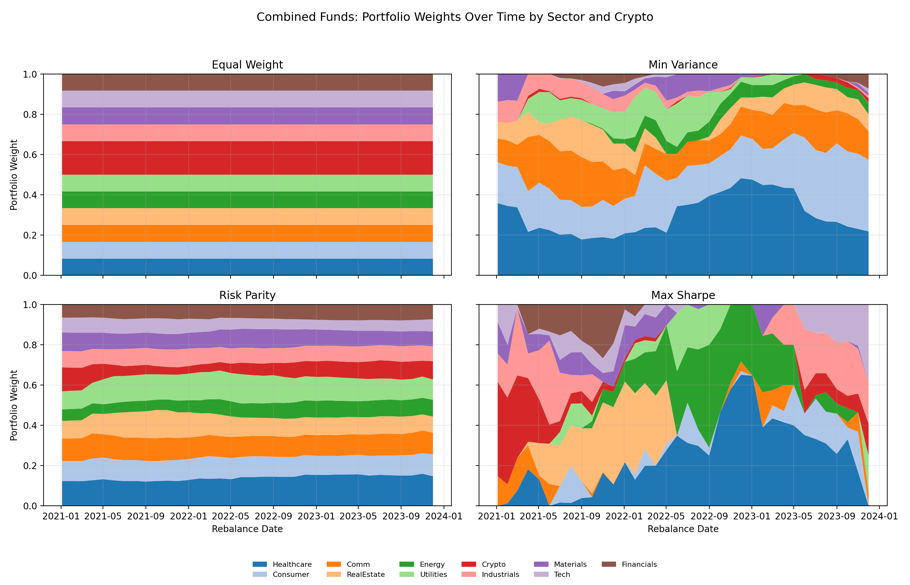 Combined Funds: Portfolio Weights Over Time by Sector and Crypto
Equal Weight
Min Variance
1.0
0.8
0.6
0.4
0.2
0.0
Portfolio Weight
Risk Parity
Max Sharpe
1.0
0.8
0.6
0.4
0.2
0.0
Portfolio Weight
2021-01 2021-05 2021-09 2022-01 2022-05 2022-09 2023-01 2023-05 2023-09 2024-01
2021-01 2021-05 2021-09 2022-01 2022-05 2022-09 2023-01 2023-05 2023-09 2024-01
Rebalance Date
Rebalance Date
Healthcare Comm Energy Crypto Materials Financials
Consumer RealEstate Utilities Industrials Tech